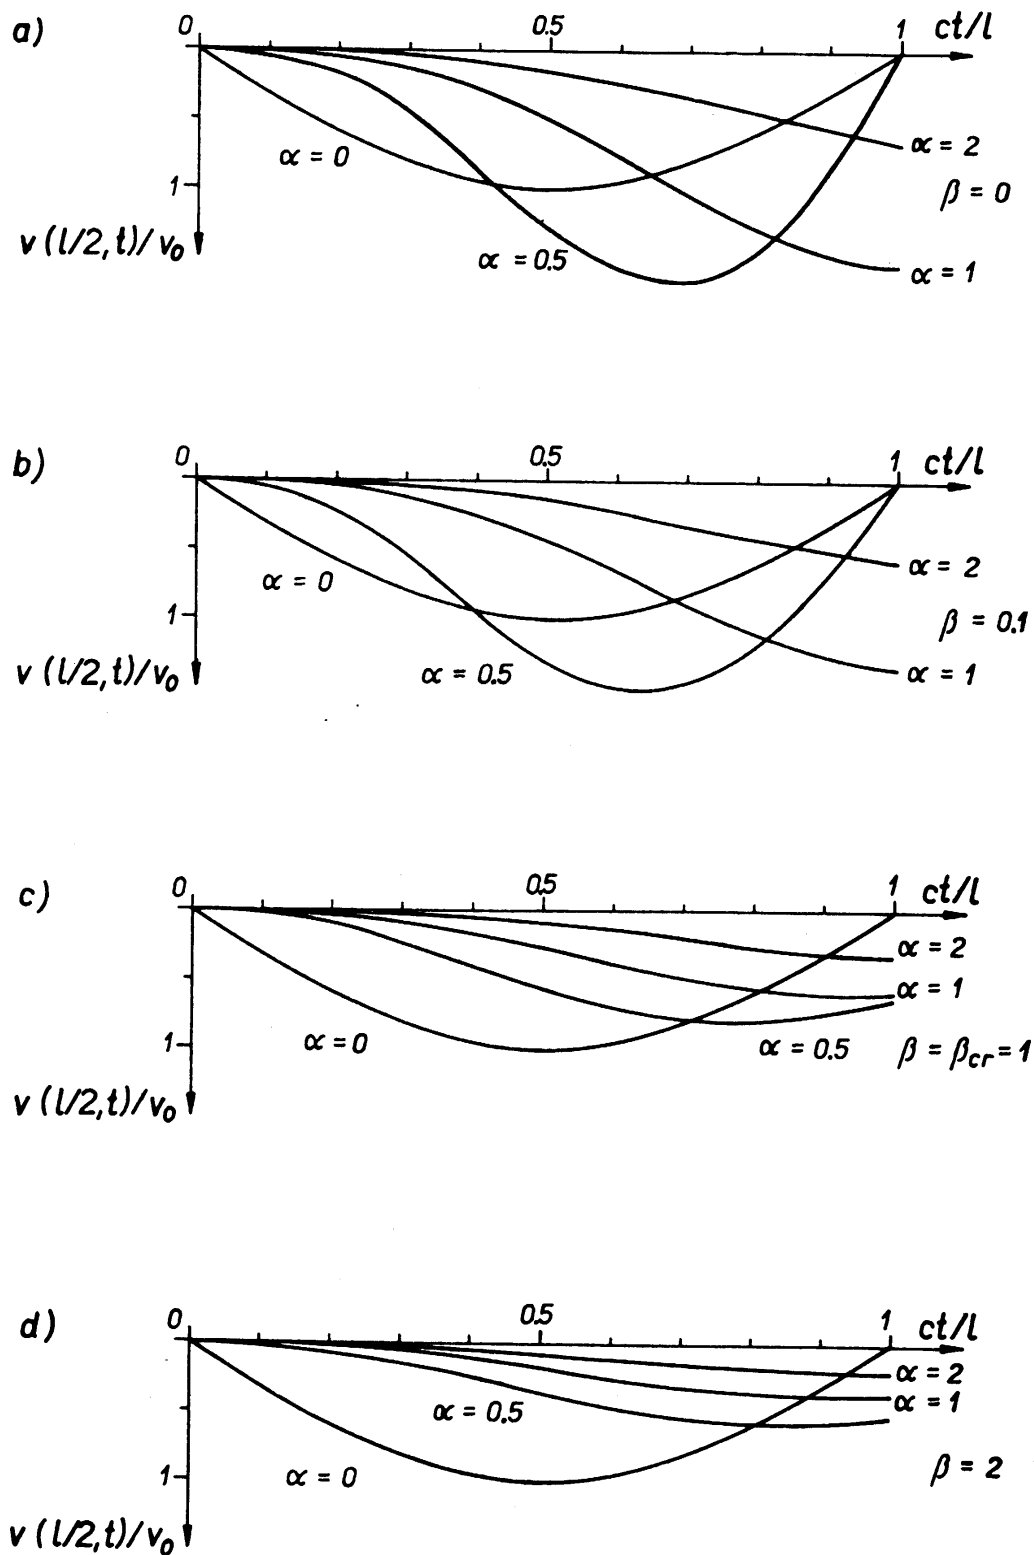 a)
0 0.5 1 ct/l
α = 0
α = 2
1
β = 0
v (l/2,t)/v₀
α = 0.5
α = 1
b)
0 0.5 1 ct/l
α = 0
α = 2
1
β = 0.1
v (l/2,t)/v₀
α = 0.5
α = 1
c)
0 0.5 1 ct/l
α = 2
α = 1
1
α = 0
α = 0.5
β = β_cr = 1
v (l/2,t)/v₀
d)
0 0.5 1 ct/l
α = 2
α = 1
α = 0.5
1
α = 0
β = 2
v (l/2,t)/v₀